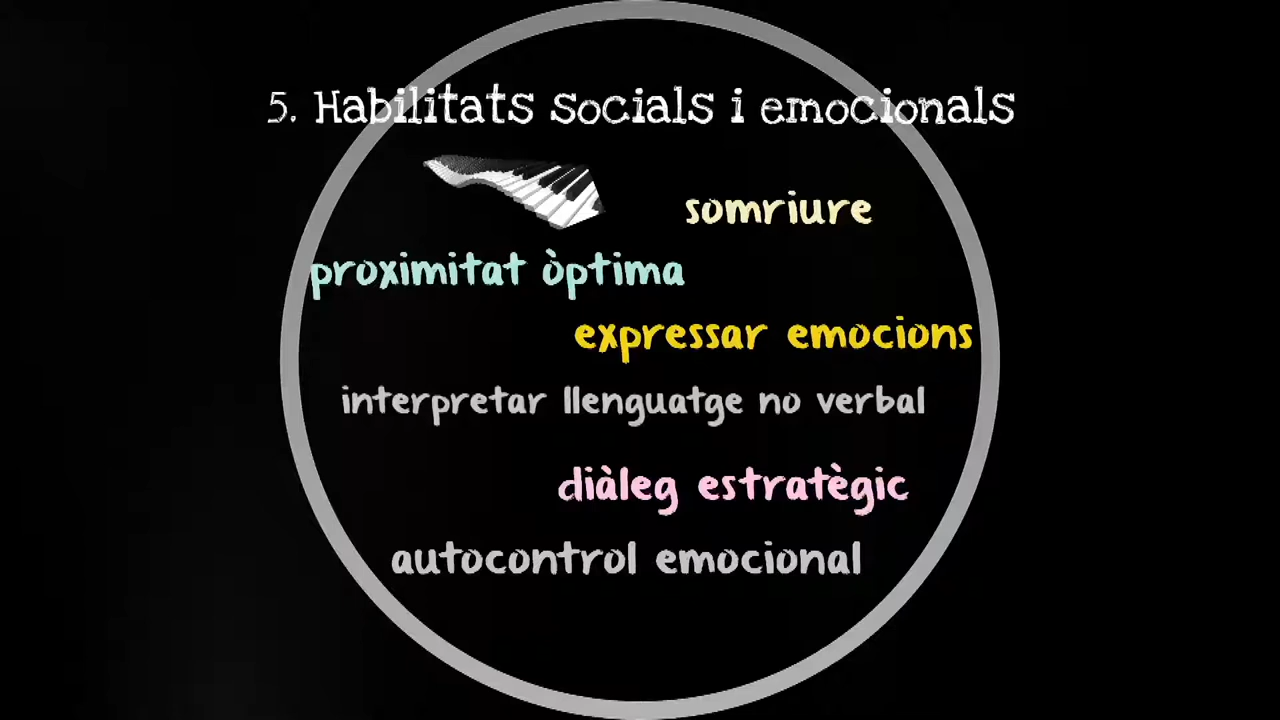 5. Habilitats socials i emocionals
somriure
proximitat òptima
expressar emocions
interpretar llenguatge no verbal
diàleg estratègic
autocontrol emocional